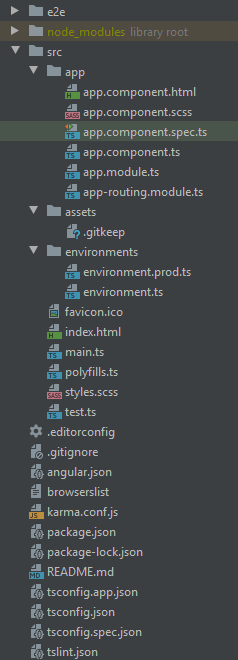 e2e
node_modules library root
src
app
app.component.html
app.component.scss
app.component.spec.ts
app.component.ts
app.module.ts
app-routing.module.ts
assets
.gitkeep
environments
environment.prod.ts
environment.ts
favicon.ico
index.html
main.ts
polyfills.ts
styles.scss
test.ts
.editorconfig
.gitignore
angular.json
browserslist
karma.conf.js
package.json
package-lock.json
README.md
tsconfig.app.json
tsconfig.json
tsconfig.spec.json
tslint.json